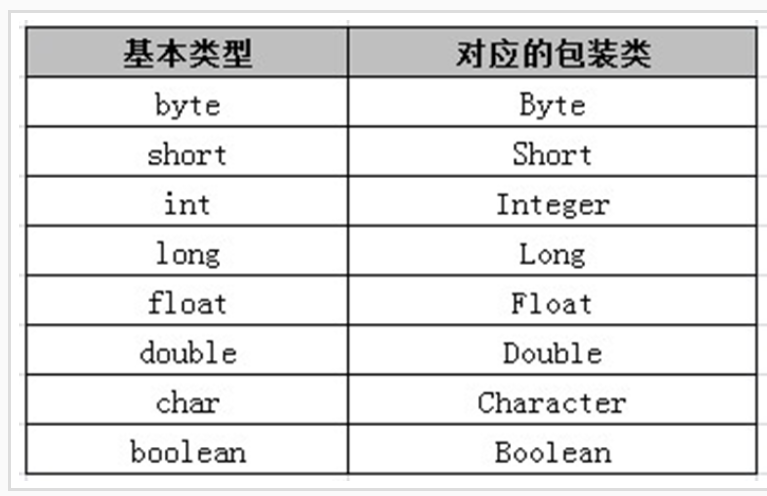 基本类型 对应的包装类
byte Byte
short Short
int Integer
long Long
float Float
double Double
char Character
boolean Boolean